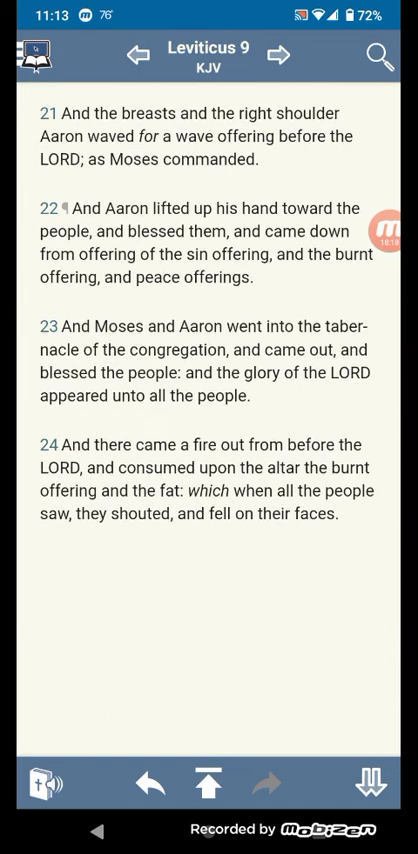 11:13 m 76° 72%
Leviticus 9
KJV
21 And the breasts and the right shoulder
Aaron waved for a wave offering before the
LORD; as Moses commanded.
22 ¶ And Aaron lifted up his hand toward the
people, and blessed them, and came down
from offering of the sin offering, and the burnt
offering, and peace offerings.
m
18:18
23 And Moses and Aaron went into the taber-
nacle of the congregation, and came out, and
blessed the people: and the glory of the LORD
appeared unto all the people.
24 And there came a fire out from before the
LORD, and consumed upon the altar the burnt
offering and the fat: which when all the people
saw, they shouted, and fell on their faces.
Recorded by mobizen